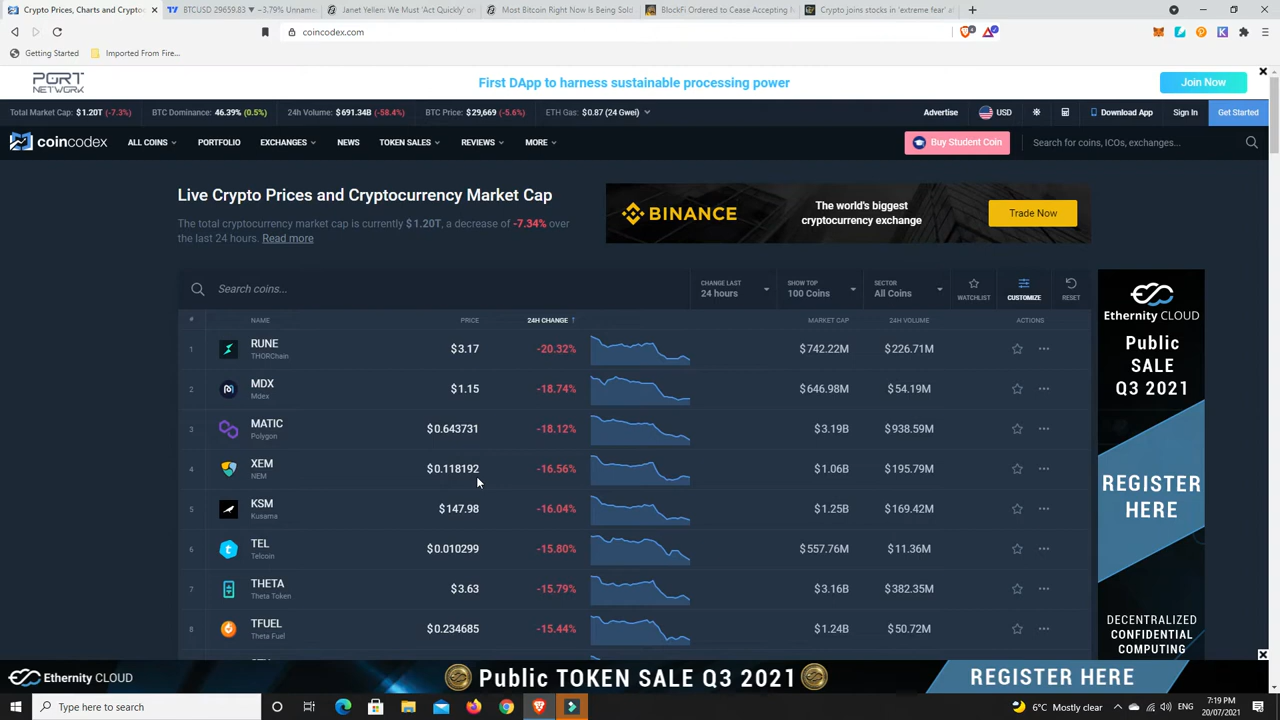 Crypto Prices, Charts and Cryptoc
BTCUSD 29659.83 ▾ −3.79% Unname
Janet Yellen: We Must 'Act Quickly' on
Most Bitcoin Right Now Is Being Sold
BlockFi Ordered to Cease Accepting N
Crypto joins stocks in 'extreme fear' a
coincodex.com
Getting Started
Imported From Fire...
PORT NETWORK
First DApp to harness sustainable processing power
Join Now
Total Market Cap: $1.20T (-7.3%)
BTC Dominance: 46.39% (0.5%)
24h Volume: $691.34B (-58.4%)
BTC Price: $29,669 (-5.6%)
ETH Gas: $0.87 (24 Gwei)
Advertise
USD
Download App
Sign In
Get Started
coincodex
ALL COINS
PORTFOLIO
EXCHANGES
NEWS
TOKEN SALES
REVIEWS
MORE
Buy Student Coin
Search for coins, ICOs, exchanges...
Live Crypto Prices and Cryptocurrency Market Cap
The total cryptocurrency market cap is currently $1.20T, a decrease of -7.34% over
the last 24 hours. Read more
BINANCE
The world's biggest
cryptocurrency exchange
Trade Now
Search coins...
CHANGE LAST
24 hours
SHOW TOP
100 Coins
SECTOR
All Coins
WATCHLIST
CUSTOMIZE
RESET
# NAME PRICE 24H CHANGE ↑ MARKET CAP 24H VOLUME ACTIONS
1 RUNE $3.17 -20.32% $742.22M $226.71M
THORChain
2 MDX $1.15 -18.74% $646.98M $54.19M
Mdex
3 MATIC $0.643731 -18.12% $3.19B $938.59M
Polygon
4 XEM $0.118192 -16.56% $1.06B $195.79M
NEM
5 KSM $147.98 -16.04% $1.25B $169.42M
Kusama
6 TEL $0.010299 -15.80% $557.76M $11.36M
Telcoin
7 THETA $3.63 -15.79% $3.16B $382.35M
Theta Token
8 TFUEL $0.234685 -15.44% $1.24B $50.72M
Theta Fuel
Ethernity CLOUD
Public
SALE
Q3 2021
REGISTER
HERE
DECENTRALIZED
CONFIDENTIAL
COMPUTING
Ethernity CLOUD
Public TOKEN SALE Q3 2021
REGISTER HERE
Type here to search
6°C Mostly clear
ENG
7:19 PM
20/07/2021